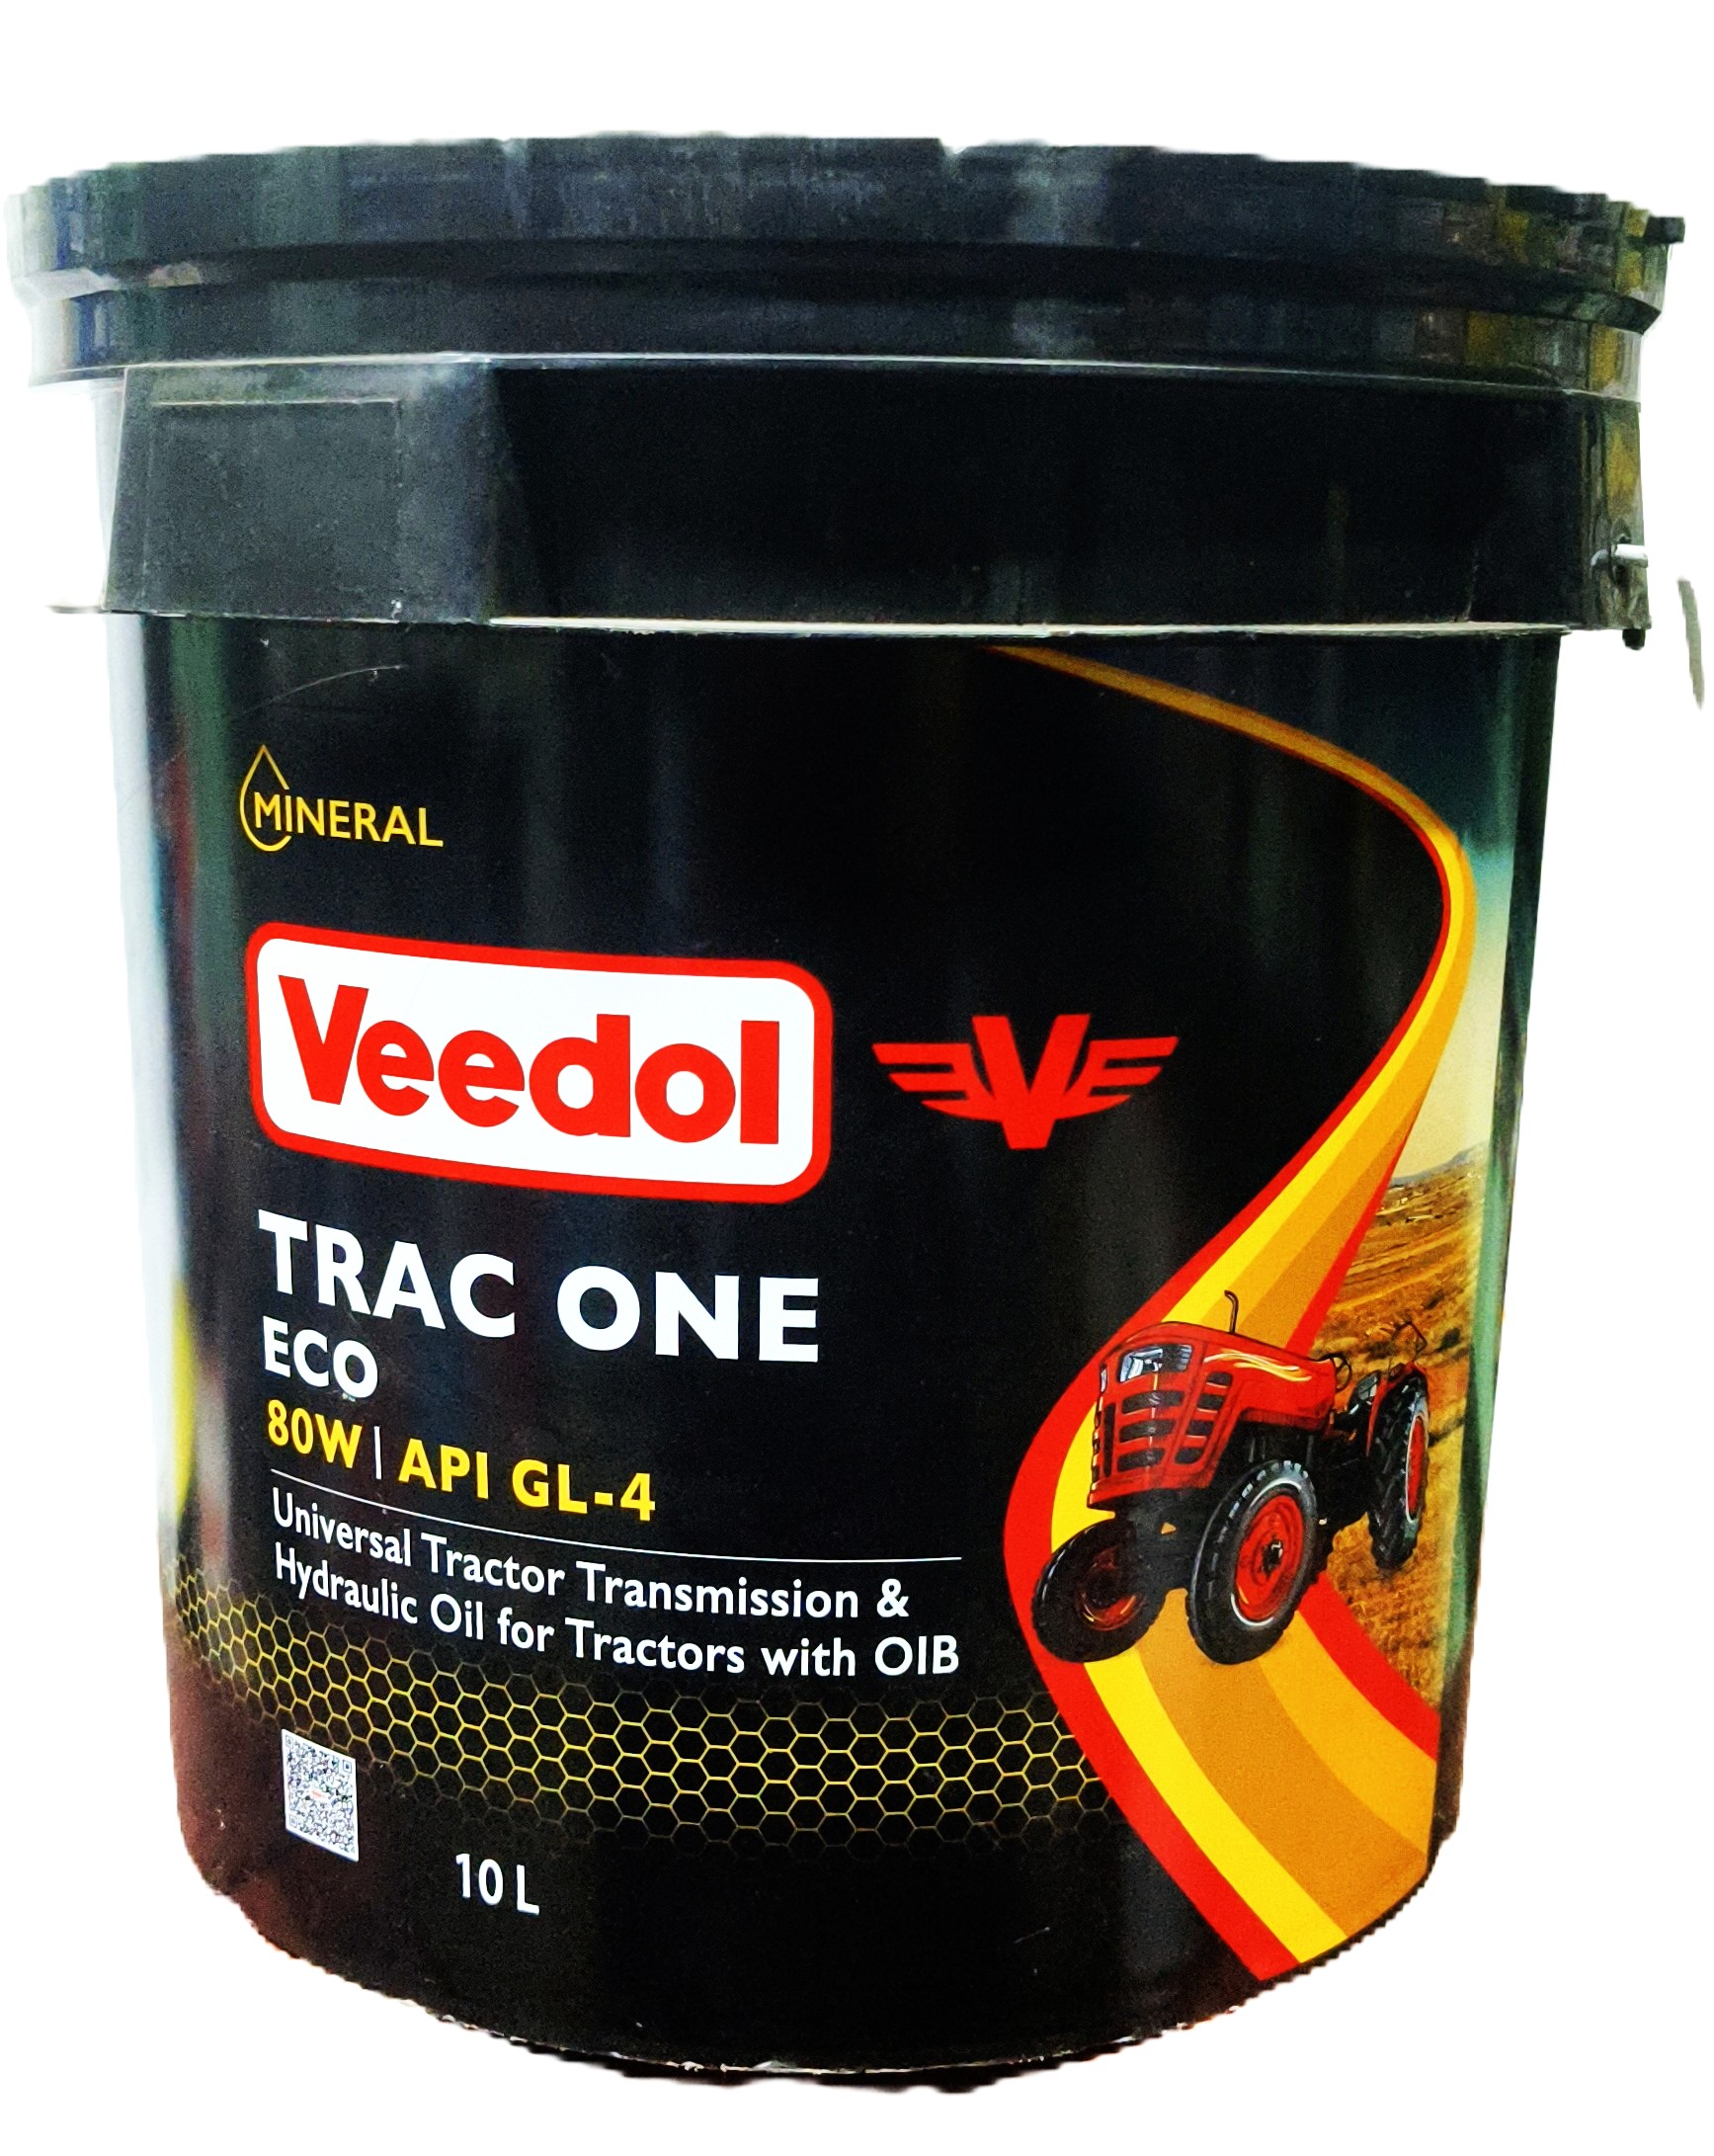 MINERAL
Veedol
V
TRAC ONE
ECO
80W | API GL-4
Universal Tractor Transmission &
Hydraulic Oil for Tractors with OIB
10 L